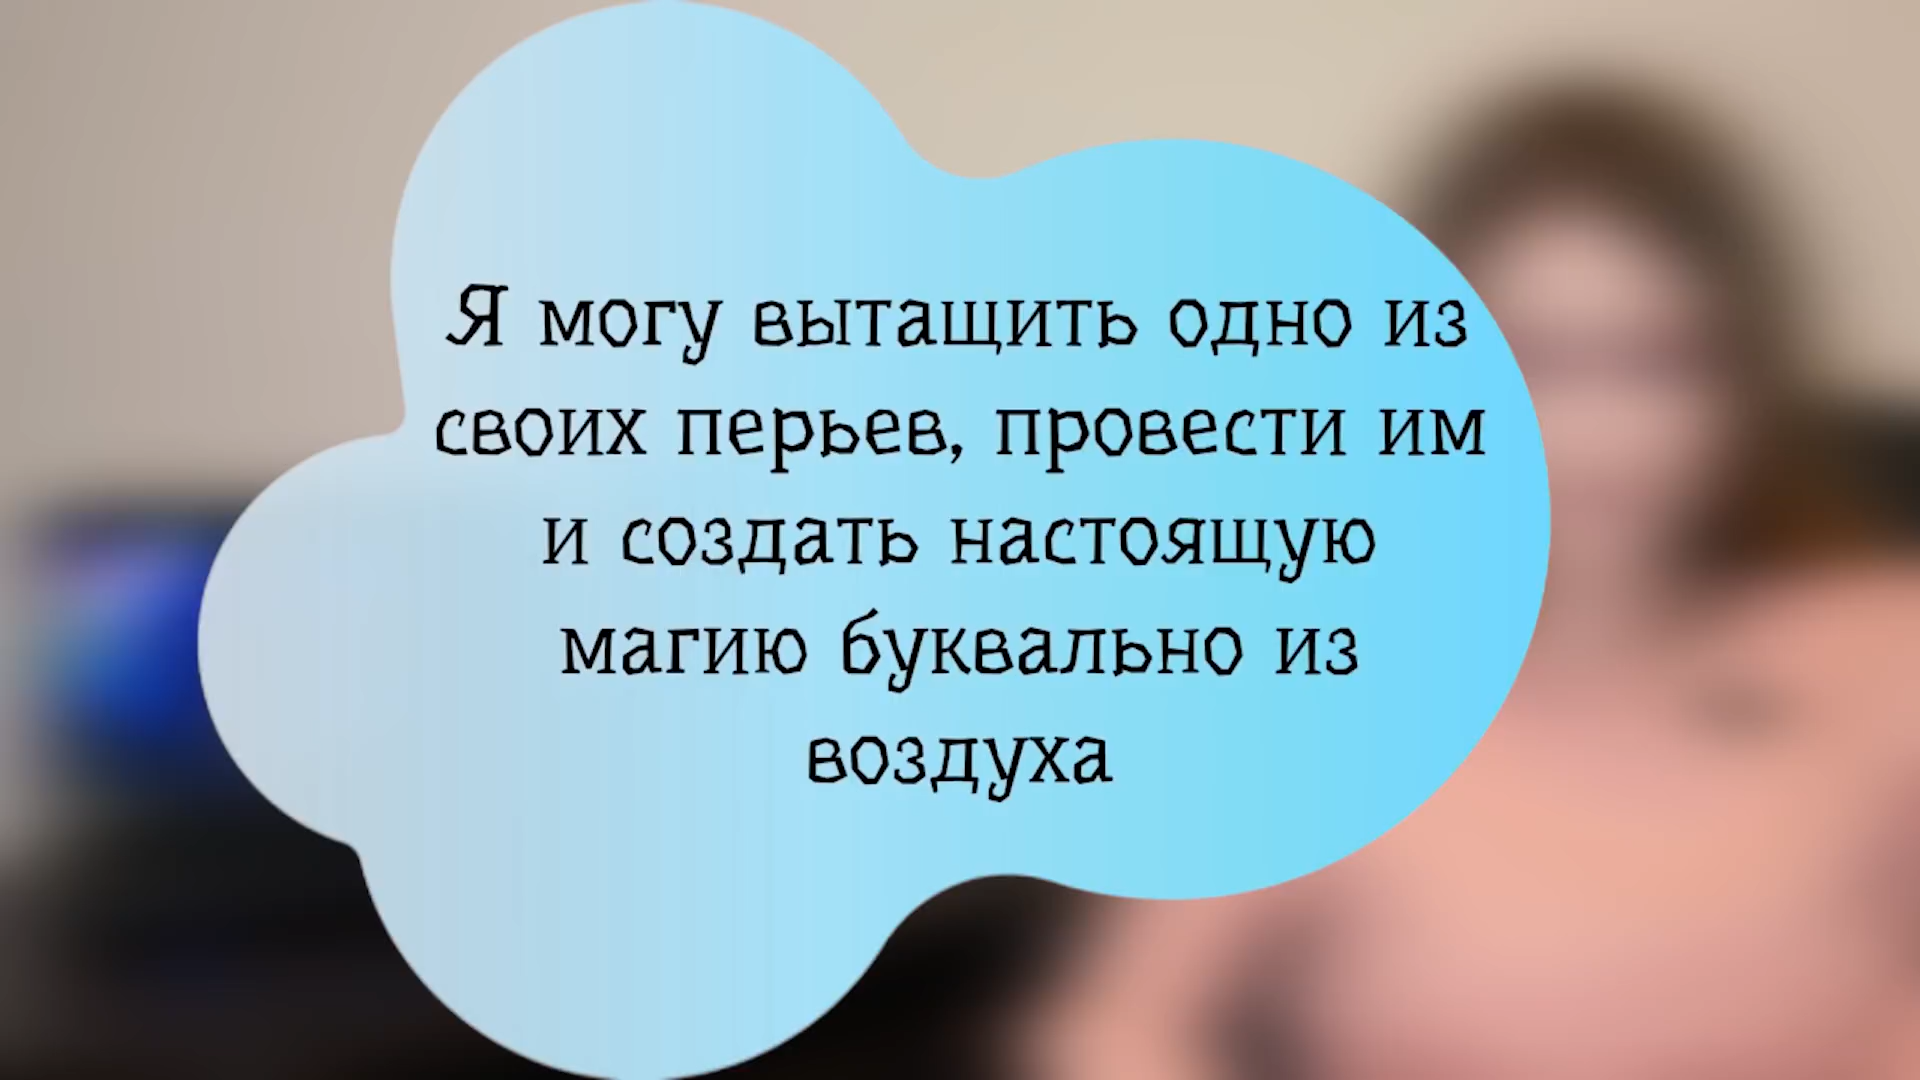 Я могу вытащить одно из
своих перьев, провести им
и создать настоящую
магию буквально из
воздуха